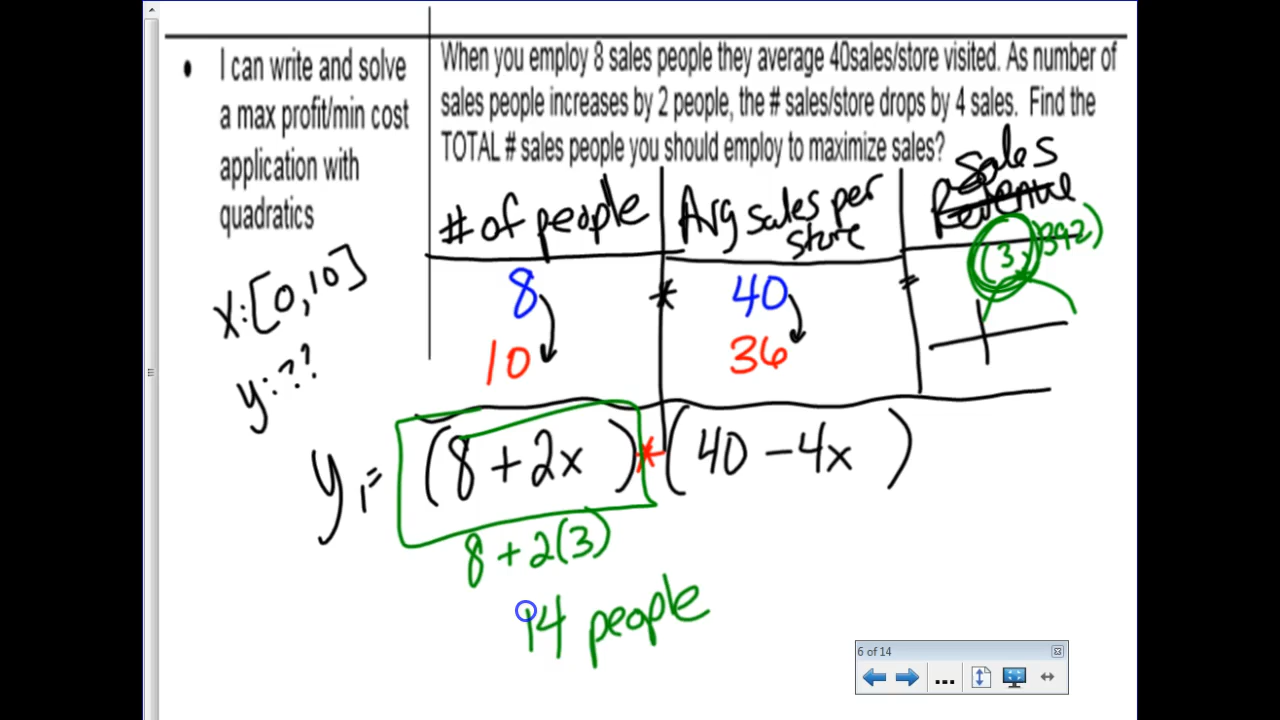 • I can write and solve
a max profit/min cost
application with
quadratics
When you employ 8 sales people they average 40sales/store visited. As number of
sales people increases by 2 people, the # sales/store drops by 4 sales. Find the
TOTAL # sales people you should employ to maximize sales?
# of people
Avg sales per
store
Sales
Revenue
(3, 392)
8 * 40 =
10 36
x: [0, 10]
y: ??
y₁= (8 + 2x) * (40 - 4x)
8 + 2(3)
14 people
6 of 14
...